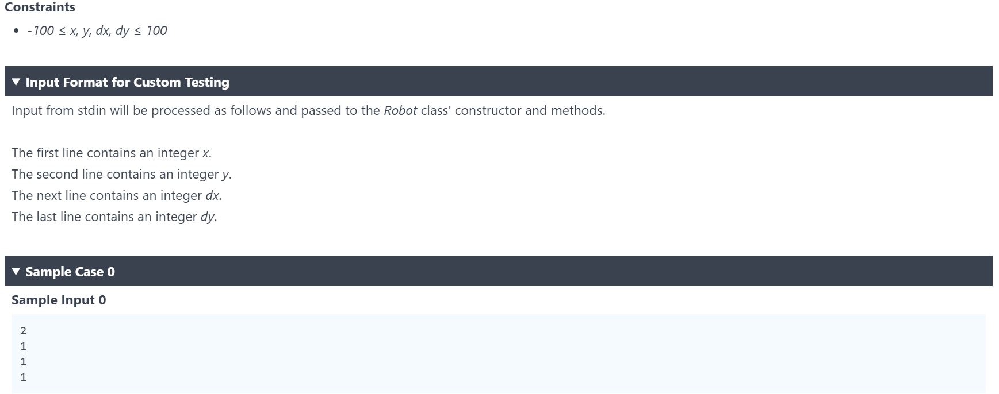 Constraints
• -100 ≤ x, y, dx, dy ≤ 100
▼ Input Format for Custom Testing
Input from stdin will be processed as follows and passed to the Robot class' constructor and methods.
The first line contains an integer x.
The second line contains an integer y.
The next line contains an integer dx.
The last line contains an integer dy.
▼ Sample Case 0
Sample Input 0
2
1
1
1